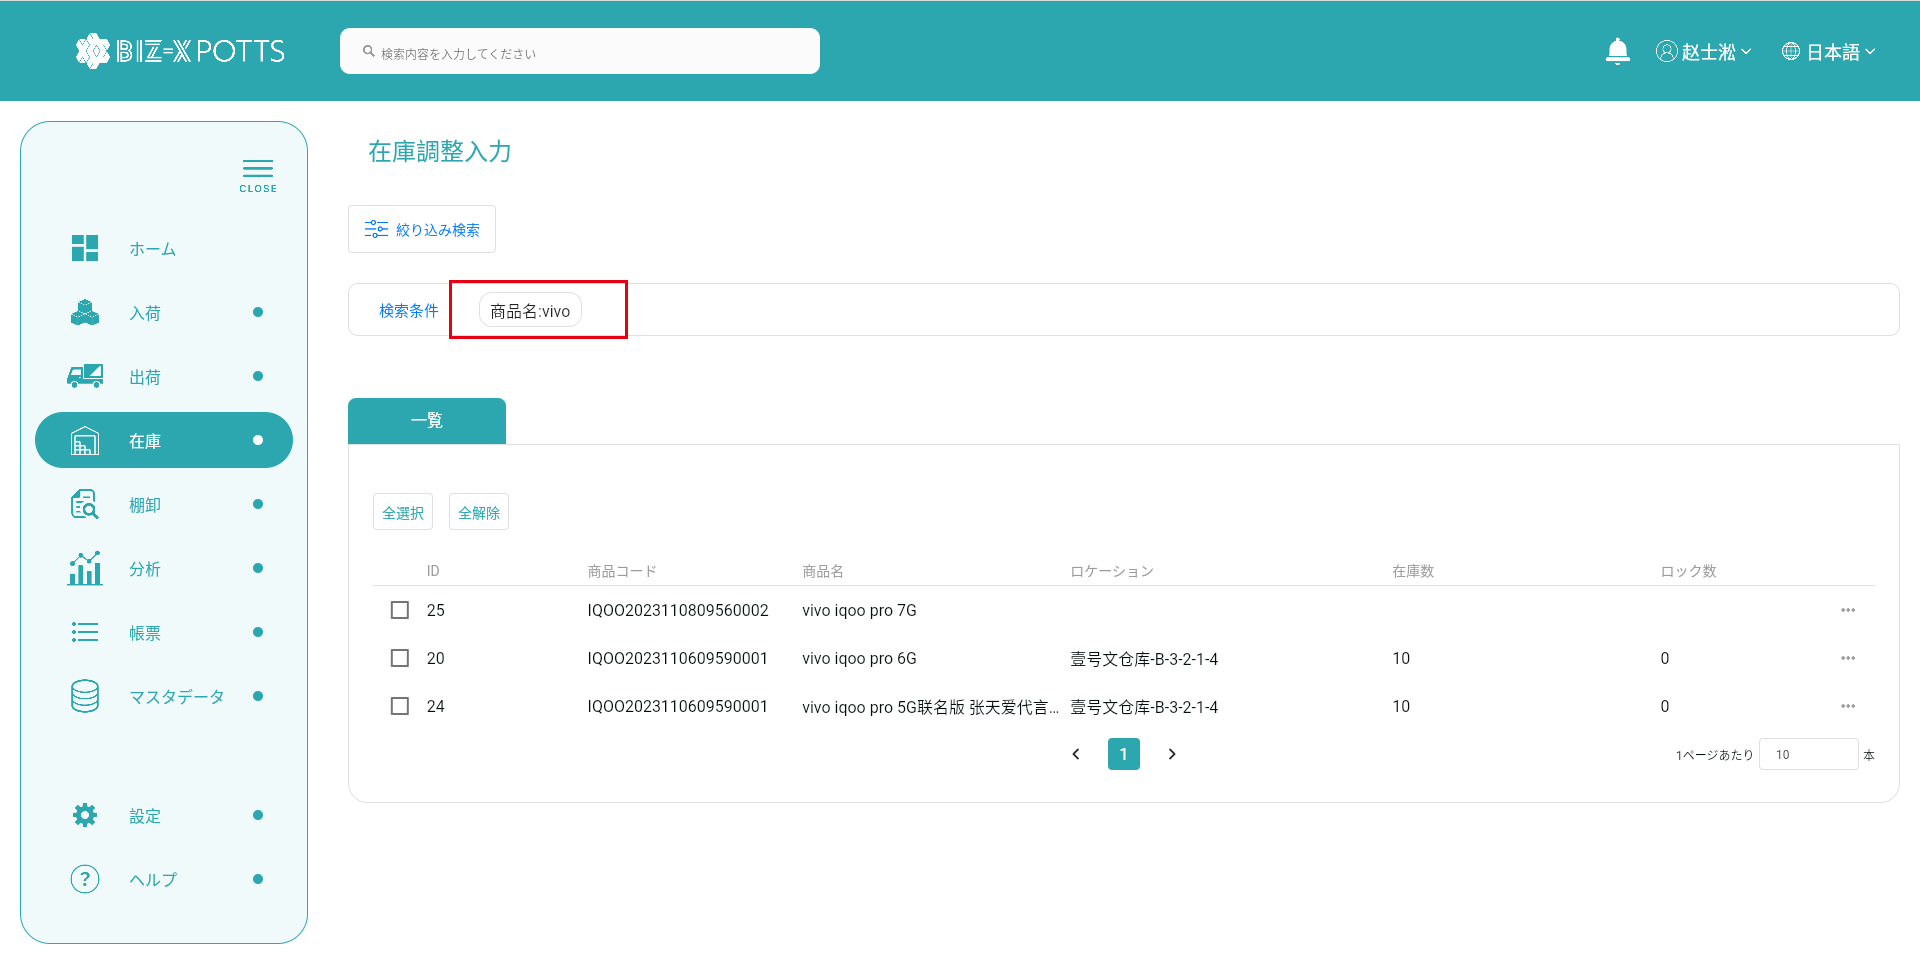 BIZ=X POTTS
検索内容を入力してください
赵士淞
日本語
CLOSE
ホーム
入荷
出荷
在庫
棚卸
分析
帳票
マスタデータ
設定
ヘルプ
在庫調整入力
絞り込み検索
検索条件 商品名:vivo
一覧
全選択 全解除
ID 商品コード 商品名 ロケーション 在庫数 ロック数
25 IQOO2023110809560002 vivo iqoo pro 7G
20 IQOO2023110609590001 vivo iqoo pro 6G 壹号文仓库-B-3-2-1-4 10 0
24 IQOO2023110609590001 vivo iqoo pro 5G联名版 张天爱代言... 壹号文仓库-B-3-2-1-4 10 0
1
1ページあたり 10 本